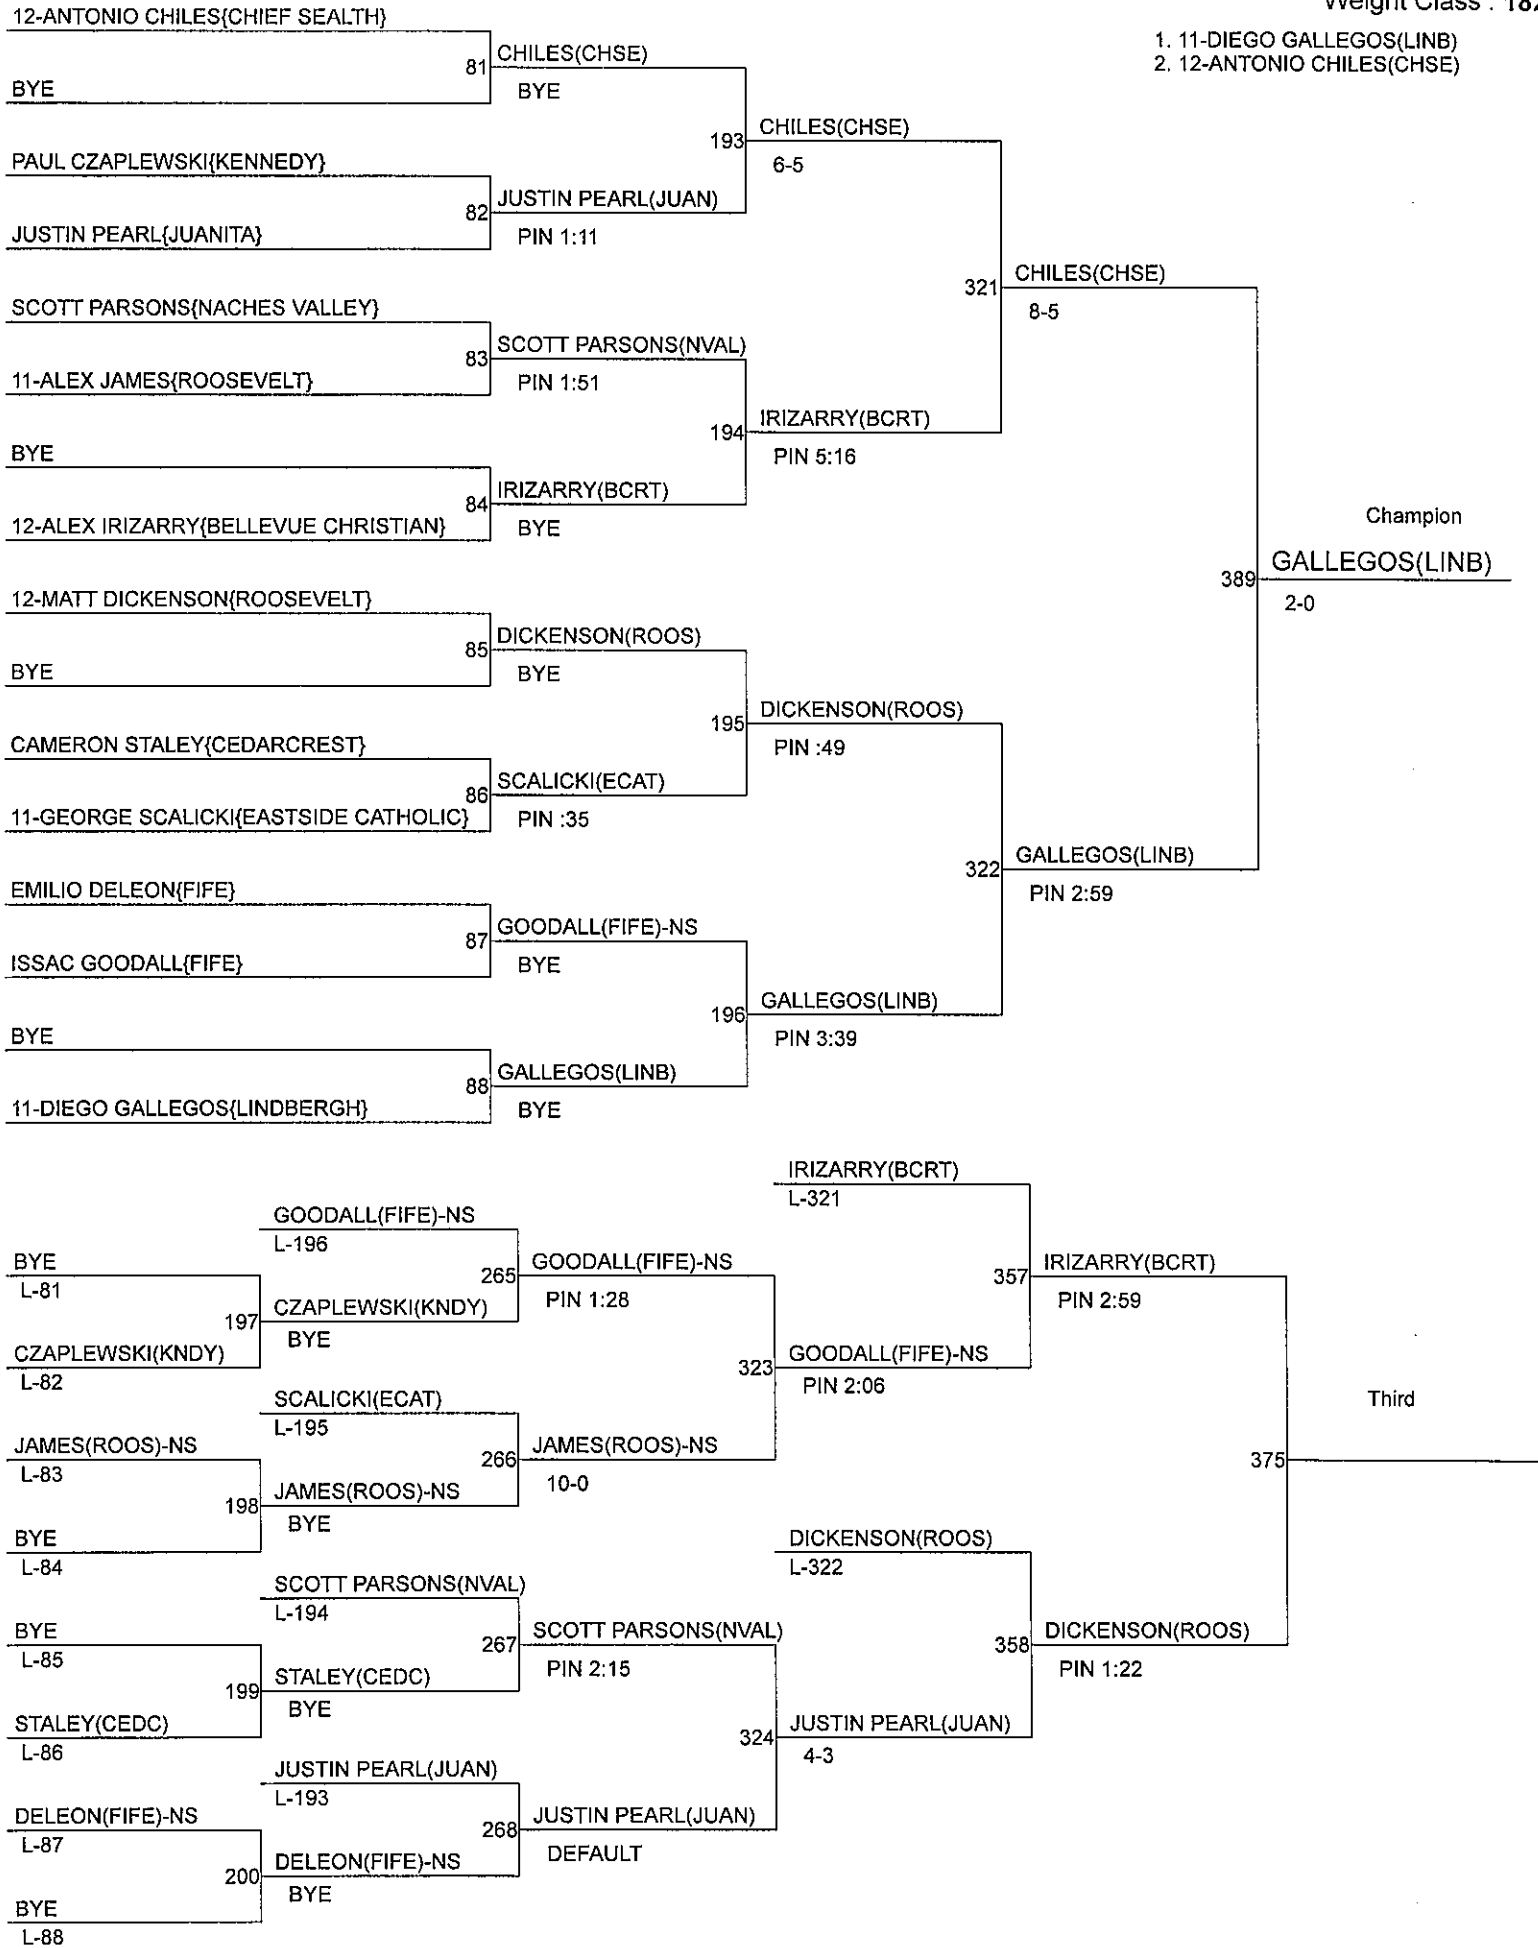 12-ANTONIO CHILES{CHIEF SEALTH}
Weight Class : 182
1. 11-DIEGO GALLEGOS(LINB)
2. 12-ANTONIO CHILES(CHSE)
81
CHILES(CHSE)
BYE
BYE
193
CHILES(CHSE)
6-5
PAUL CZAPLEWSKI{KENNEDY}
82
JUSTIN PEARL(JUAN)
PIN 1:11
JUSTIN PEARL{JUANITA}
321
CHILES(CHSE)
8-5
SCOTT PARSONS{NACHES VALLEY}
83
SCOTT PARSONS(NVAL)
PIN 1:51
11-ALEX JAMES{ROOSEVELT}
194
IRIZARRY(BCRT)
PIN 5:16
BYE
84
IRIZARRY(BCRT)
BYE
12-ALEX IRIZARRY{BELLEVUE CHRISTIAN}
Champion
389
GALLEGOS(LINB)
2-0
12-MATT DICKENSON{ROOSEVELT}
85
DICKENSON(ROOS)
BYE
BYE
195
DICKENSON(ROOS)
PIN :49
CAMERON STALEY{CEDARCREST}
86
SCALICKI(ECAT)
PIN :35
11-GEORGE SCALICKI{EASTSIDE CATHOLIC}
322
GALLEGOS(LINB)
PIN 2:59
EMILIO DELEON{FIFE}
87
GOODALL(FIFE)-NS
BYE
ISSAC GOODALL{FIFE}
196
GALLEGOS(LINB)
PIN 3:39
BYE
88
GALLEGOS(LINB)
BYE
11-DIEGO GALLEGOS{LINDBERGH}
IRIZARRY(BCRT)
L-321
GOODALL(FIFE)-NS
L-196
BYE
L-81
265
GOODALL(FIFE)-NS
PIN 1:28
357
IRIZARRY(BCRT)
PIN 2:59
197
CZAPLEWSKI(KNDY)
BYE
CZAPLEWSKI(KNDY)
L-82
323
GOODALL(FIFE)-NS
PIN 2:06
SCALICKI(ECAT)
L-195
Third
JAMES(ROOS)-NS
L-83
266
JAMES(ROOS)-NS
10-0
375
198
JAMES(ROOS)-NS
BYE
BYE
L-84
DICKENSON(ROOS)
L-322
SCOTT PARSONS(NVAL)
L-194
BYE
L-85
267
SCOTT PARSONS(NVAL)
PIN 2:15
358
DICKENSON(ROOS)
PIN 1:22
199
STALEY(CEDC)
BYE
STALEY(CEDC)
L-86
324
JUSTIN PEARL(JUAN)
4-3
JUSTIN PEARL(JUAN)
L-193
DELEON(FIFE)-NS
L-87
268
JUSTIN PEARL(JUAN)
DEFAULT
200
DELEON(FIFE)-NS
BYE
BYE
L-88